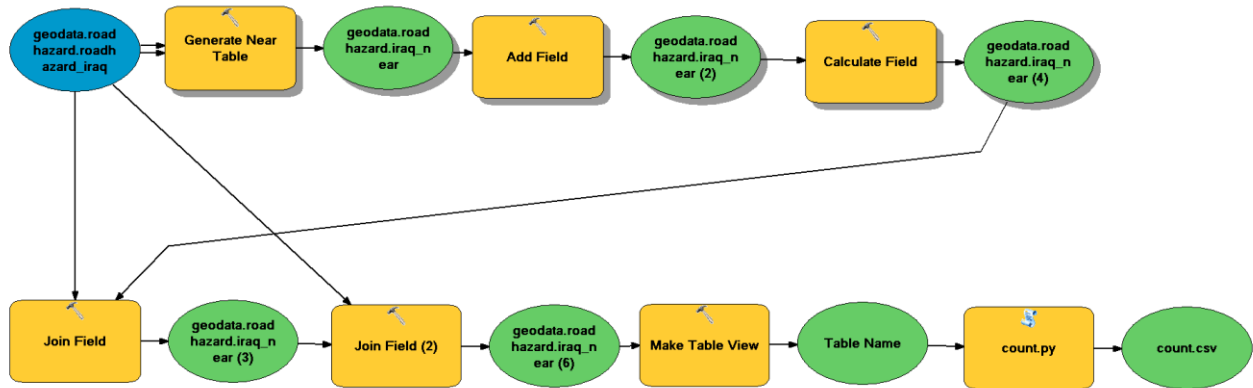 geodata.road
hazard.roadh
azard_iraq
Generate Near
Table
geodata.road
hazard.iraq_n
ear
Add Field
geodata.road
hazard.iraq_n
ear (2)
Calculate Field
geodata.road
hazard.iraq_n
ear (4)
Join Field
geodata.road
hazard.iraq_n
ear (3)
Join Field (2)
geodata.road
hazard.iraq_n
ear (6)
Make Table View
Table Name
count.py
count.csv